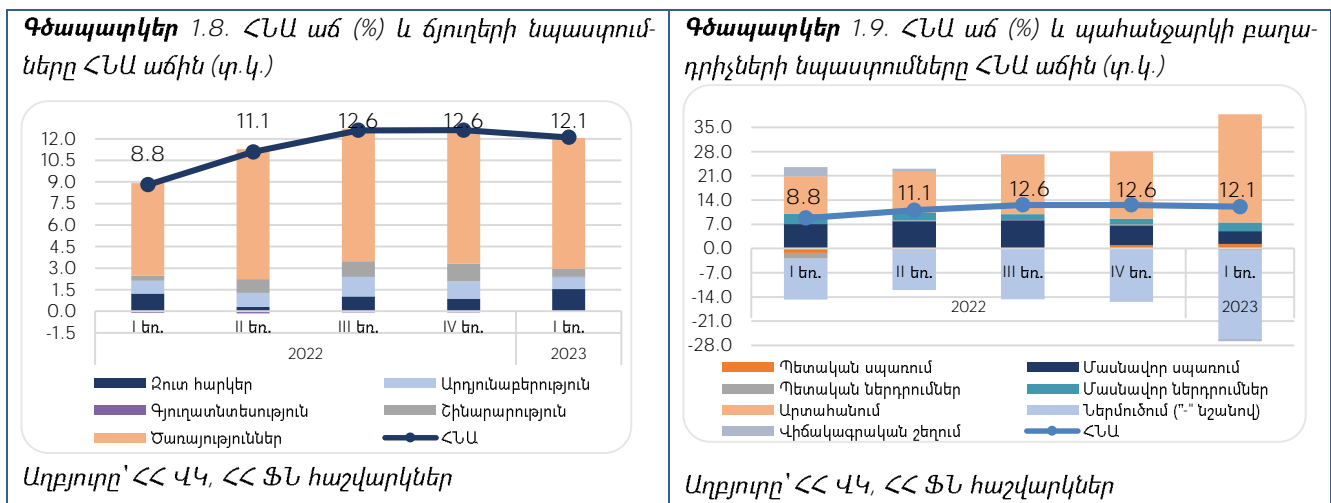 Գծապատկեր 1.8. ՀՆԱ աճ (%) և ճյուղերի նպաստում-
ները ՀՆԱ աճին (տ.կ.)
12.0
10.5
9.0
7.5
6.0
4.5
3.0
1.5
0.0
-1.5
8.8
11.1
12.6
12.6
12.1
I եռ.
II եռ.
III եռ.
IV եռ.
I եռ.
2022
2023
Զուտ հարկեր
Արդյունաբերություն
Գյուղատնտեսություն
Շինարարություն
Ծառայություններ
ՀՆԱ
Աղբյուրը՝ ՀՀ ՎԿ, ՀՀ ՖՆ հաշվարկներ
Գծապատկեր 1.9. ՀՆԱ աճ (%) և պահանջարկի բաղա-
դրիչների նպաստումները ՀՆԱ աճին (տ.կ.)
35.0
28.0
21.0
14.0
7.0
0.0
-7.0
-14.0
-21.0
-28.0
8.8
11.1
12.6
12.6
12.1
I եռ.
II եռ.
III եռ.
IV եռ.
I եռ.
2022
2023
Պետական սպառում
Մասնավոր սպառում
Պետական ներդրումներ
Մասնավոր ներդրումներ
Արտահանում
Ներմուծում ("-" նշանով)
Վիճակագրական շեղում
ՀՆԱ
Աղբյուրը՝ ՀՀ ՎԿ, ՀՀ ՖՆ հաշվարկներ